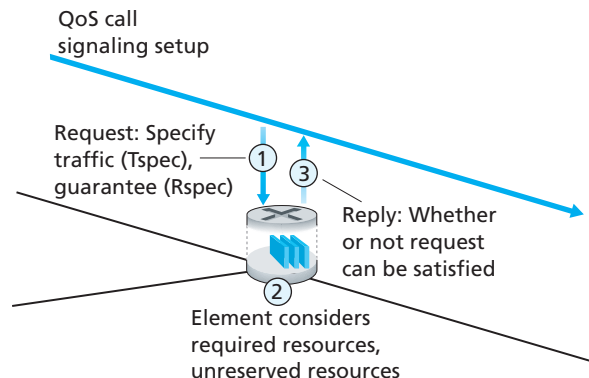 QoS call
signaling setup
Request: Specify
traffic (Tspec),
guarantee (Rspec)
1
3
Reply: Whether
or not request
can be satisfied
2
Element considers
required resources,
unreserved resources